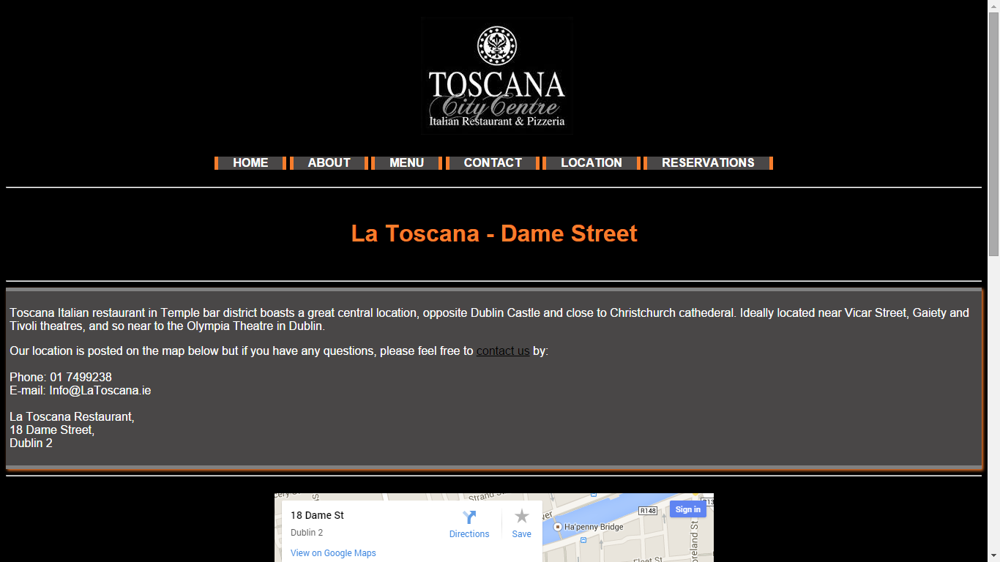 TOSCANA
City Centre
Italian Restaurant & Pizzeria
HOME ABOUT MENU CONTACT LOCATION RESERVATIONS
La Toscana - Dame Street
Toscana Italian restaurant in Temple bar district boasts a great central location, opposite Dublin Castle and close to Christchurch cathederal. Ideally located near Vicar Street, Gaiety and
Tivoli theatres, and so near to the Olympia Theatre in Dublin.
Our location is posted on the map below but if you have any questions, please feel free to contact us by:
Phone: 01 7499238
E-mail: Info@LaToscana.ie
La Toscana Restaurant,
18 Dame Street,
Dublin 2
18 Dame St
Dublin 2
View on Google Maps
Directions
Save
Strand St
R148
Sign in
Ha'penny Bridge
Fleet St